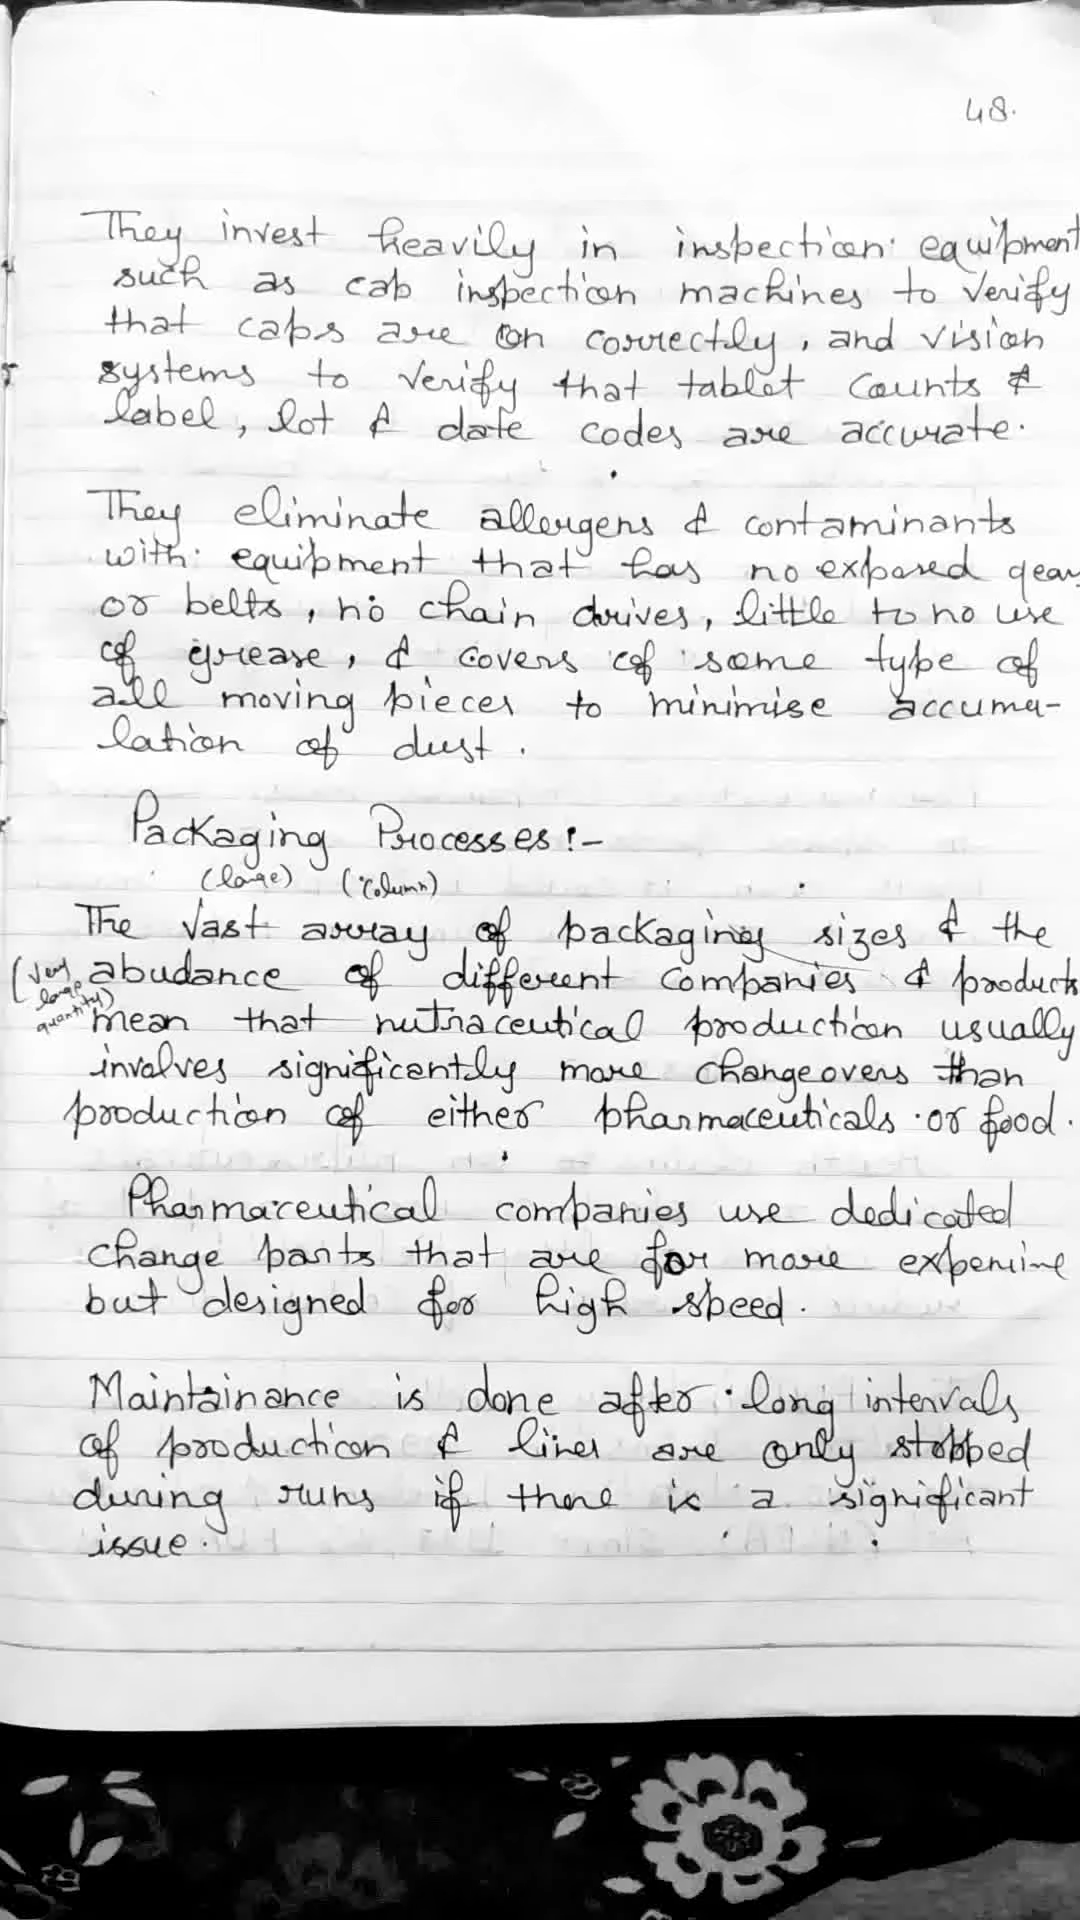 48.
They invest heavily in inspection equipment
such as cap inspection machines to verify
that caps are on correctly, and vision
systems to verify that tablet counts &
label, lot & date codes are accurate.
They eliminate allergens & contaminants
with equipment that has no exposed gears
or belts, no chain drives, little to no use
of grease, & covers of some type of
all moving pieces to minimise accumu-
lation of dust.
Packaging Processes :-
(large) (column)
The vast array of packaging sizes & the
(very large quantity) abudance of different companies & products
mean that nutraceutical production usually
involves significantly more changeovers than
production of either pharmaceuticals or food.
Pharmaceutical companies use dedicated
change parts that are far more expensive
but designed for high speed.
Maintainance is done after long intervals
of production & lines are only stopped
during runs if there is a significant
issue.